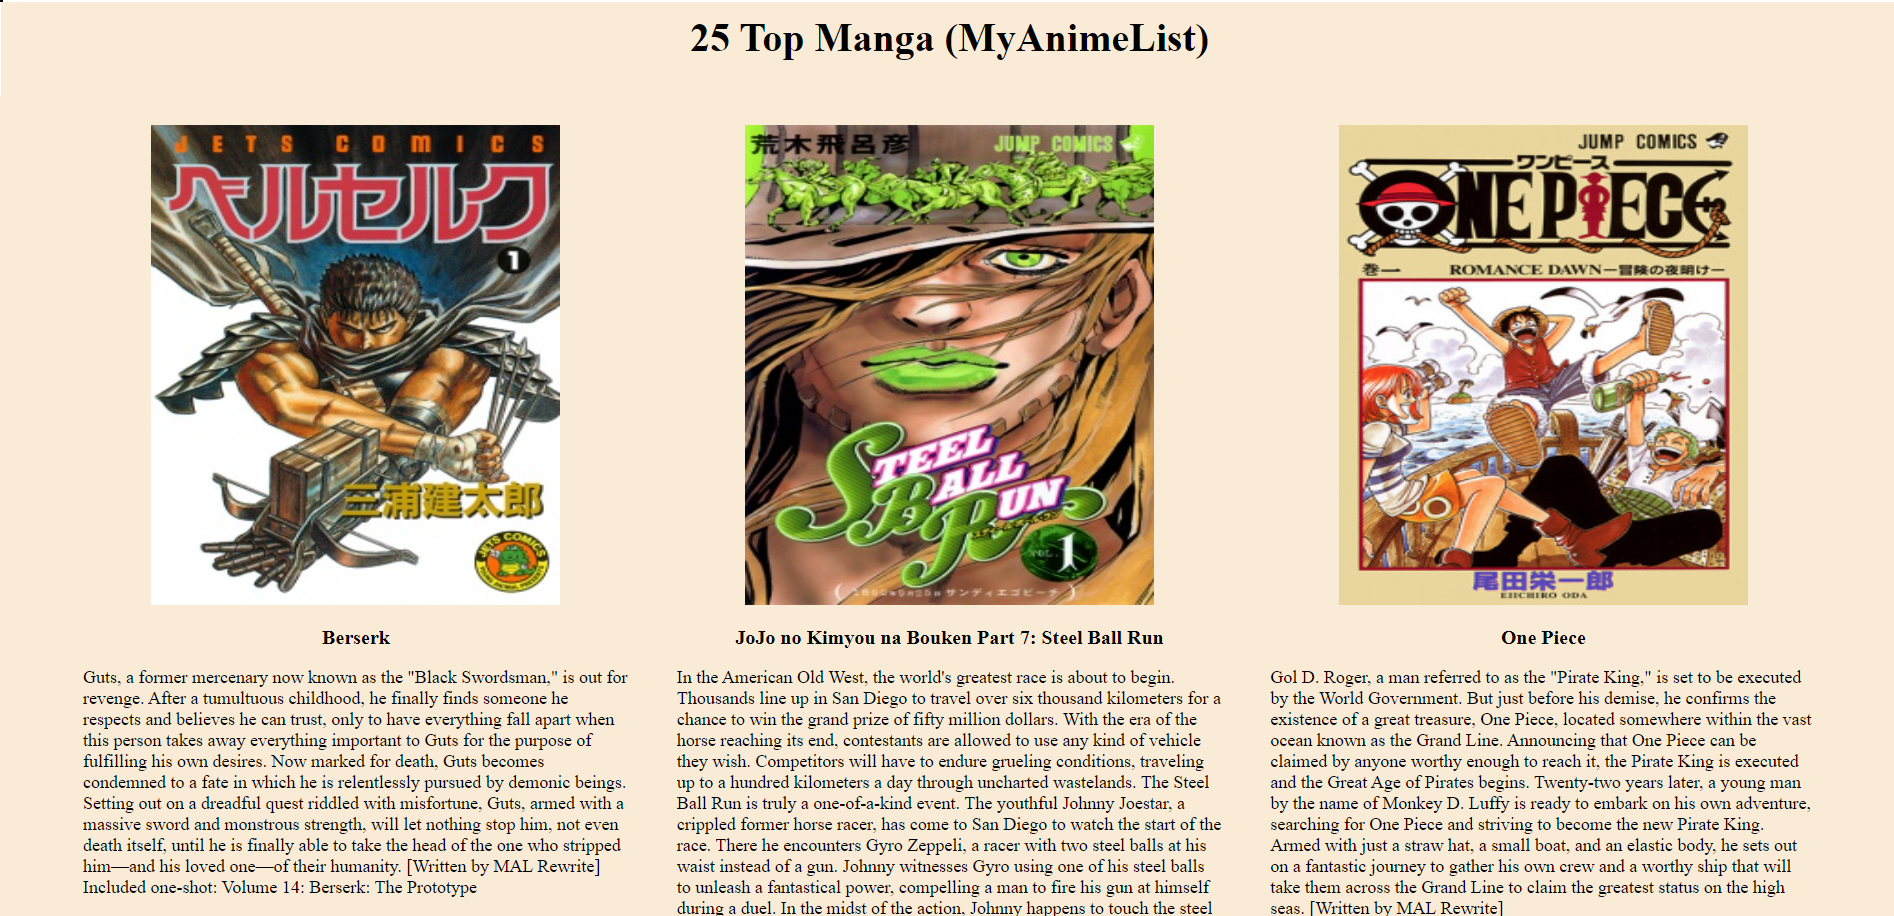 25 Top Manga (MyAnimeList)
JETS COMICS
ベルセルク
1
三浦建太郎
JETS COMICS
荒木飛呂彦
JUMP COMICS
STEEL
BALL
RUN
VOL.1
サンディエゴビーチ
JUMP COMICS
ワンピース
ONE PIECE
巻一 ROMANCE DAWN—冒険の夜明け—
尾田栄一郎
EIICHIRO ODA
Berserk
Guts, a former mercenary now known as the "Black Swordsman," is out for
revenge. After a tumultuous childhood, he finally finds someone he
respects and believes he can trust, only to have everything fall apart when
this person takes away everything important to Guts for the purpose of
fulfilling his own desires. Now marked for death, Guts becomes
condemned to a fate in which he is relentlessly pursued by demonic beings.
Setting out on a dreadful quest riddled with misfortune, Guts, armed with a
massive sword and monstrous strength, will let nothing stop him, not even
death itself, until he is finally able to take the head of the one who stripped
him—and his loved one—of their humanity. [Written by MAL Rewrite]
Included one-shot: Volume 14: Berserk: The Prototype
JoJo no Kimyou na Bouken Part 7: Steel Ball Run
In the American Old West, the world's greatest race is about to begin.
Thousands line up in San Diego to travel over six thousand kilometers for a
chance to win the grand prize of fifty million dollars. With the era of the
horse reaching its end, contestants are allowed to use any kind of vehicle
they wish. Competitors will have to endure grueling conditions, traveling
up to a hundred kilometers a day through uncharted wastelands. The Steel
Ball Run is truly a one-of-a-kind event. The youthful Johnny Joestar, a
crippled former horse racer, has come to San Diego to watch the start of the
race. There he encounters Gyro Zeppeli, a racer with two steel balls at his
waist instead of a gun. Johnny witnesses Gyro using one of his steel balls
to unleash a fantastical power, compelling a man to fire his gun at himself
during a duel. In the midst of the action, Johnny happens to touch the steel
One Piece
Gol D. Roger, a man referred to as the "Pirate King," is set to be executed
by the World Government. But just before his demise, he confirms the
existence of a great treasure, One Piece, located somewhere within the vast
ocean known as the Grand Line. Announcing that One Piece can be
claimed by anyone worthy enough to reach it, the Pirate King is executed
and the Great Age of Pirates begins. Twenty-two years later, a young man
by the name of Monkey D. Luffy is ready to embark on his own adventure,
searching for One Piece and striving to become the new Pirate King.
Armed with just a straw hat, a small boat, and an elastic body, he sets out
on a fantastic journey to gather his own crew and a worthy ship that will
take them across the Grand Line to claim the greatest status on the high
seas. [Written by MAL Rewrite]